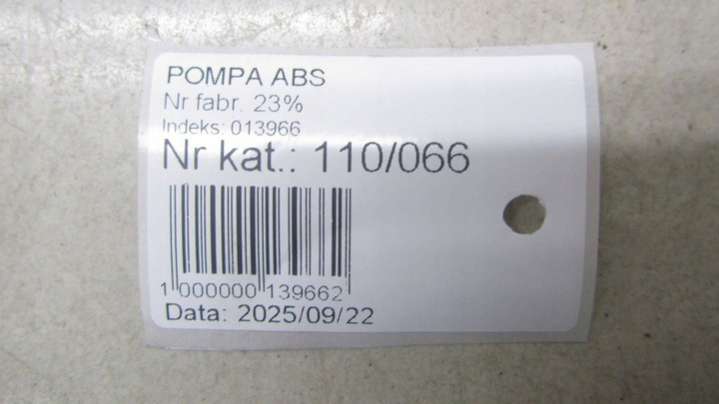 POMPA ABS
Nr fabr. 23%
Indeks: 013966
Nr kat.: 110/066
1 000000 139662
Data: 2025/09/22